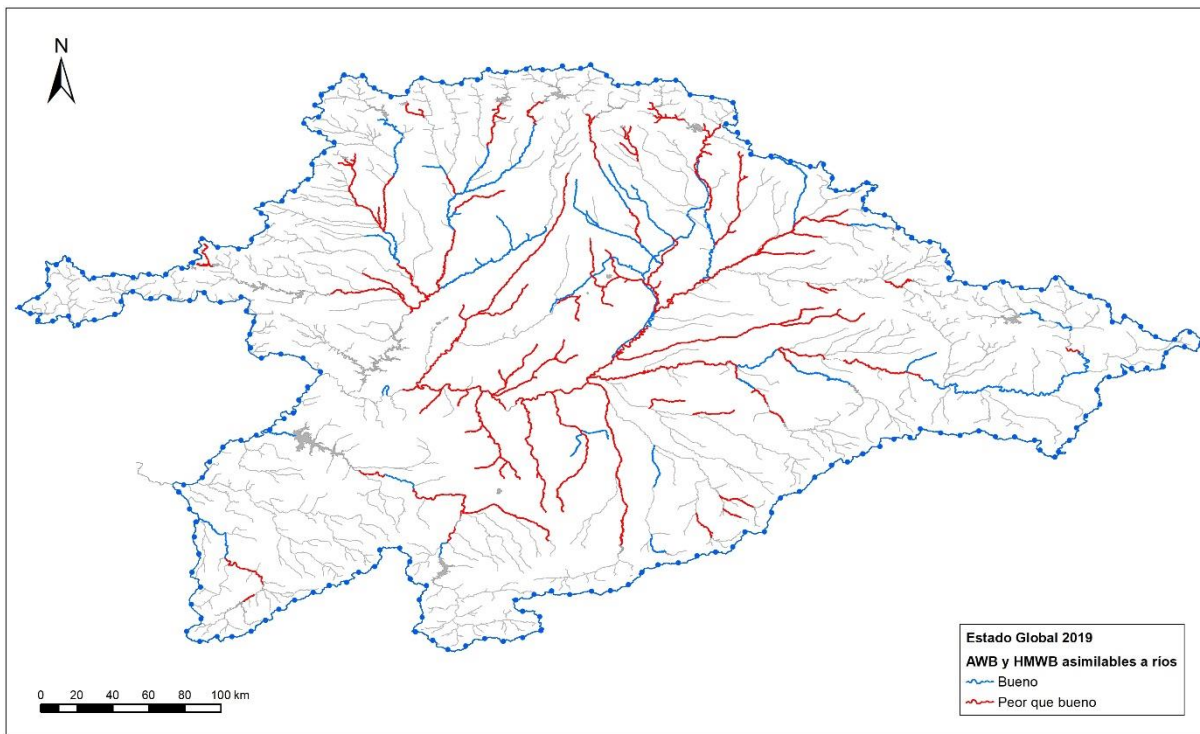 N
0 20 40 60 80 100 km
Estado Global 2019
AWB y HMWB asimilables a ríos
Bueno
Peor que bueno